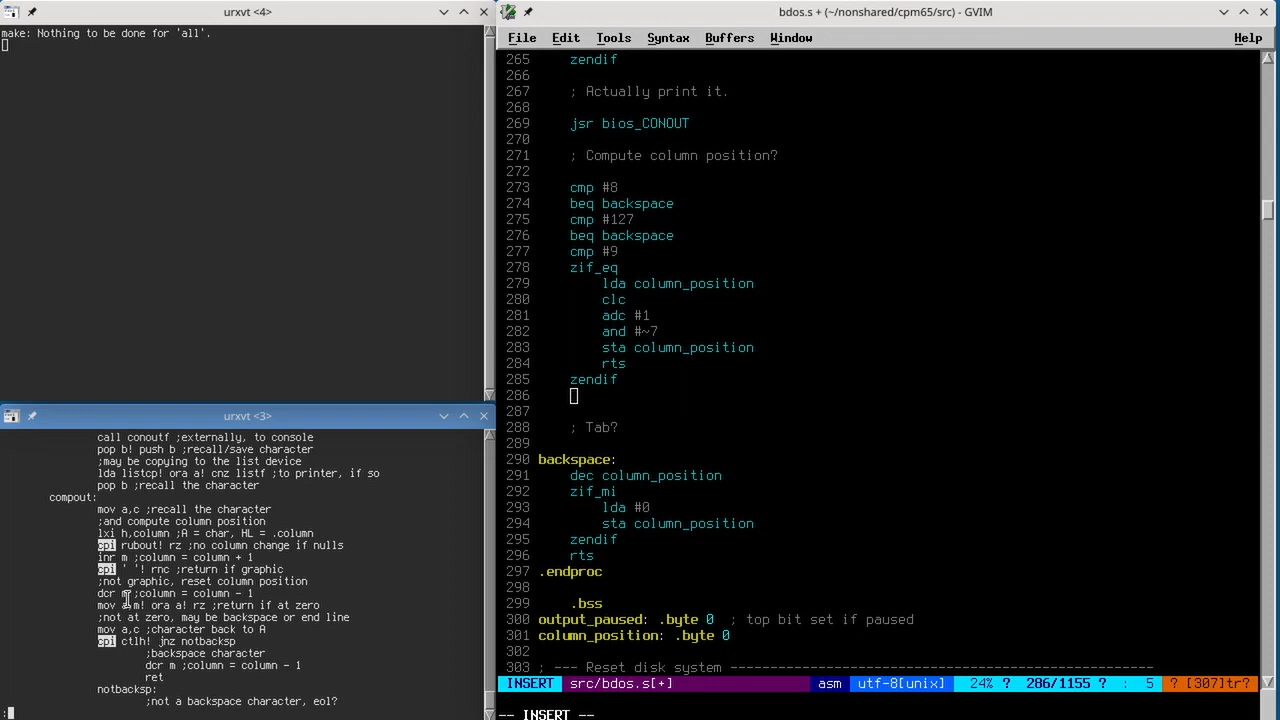 urxvt <4>
make: Nothing to be done for 'all'.
urxvt <3>
call conoutf ;externally, to console
pop b! push b ;recall/save character
;may be copying to the list device
lda listcp! ora a! cnz listf ;to printer, if so
pop b ;recall the character
compout:
mov a,c ;recall the character
;and compute column position
lxi h,column ;A = char, HL = .column
cpi rubout! rz ;no column change if nulls
inr m ;column = column + 1
cpi ' '! rnc ;return if graphic
;not graphic, reset column position
dcr m ;column = column - 1
mov a,m! ora a! rz ;return if at zero
;not at zero, may be backspace or end line
mov a,c ;character back to A
cpi ctlh! jnz notbacksp
;backspace character
dcr m ;column = column - 1
ret
notbacksp:
;not a backspace character, eol?
:
bdos.s + (~/nonshared/cpm65/src) - GVIM
File Edit Tools Syntax Buffers Window Help
265 zendif
266
267 ; Actually print it.
268
269 jsr bios_CONOUT
270
271 ; Compute column position?
272
273 cmp #8
274 beq backspace
275 cmp #127
276 beq backspace
277 cmp #9
278 zif_eq
279 lda column_position
280 clc
281 adc #1
282 and #~7
283 sta column_position
284 rts
285 zendif
286
287
288 ; Tab?
289
290 backspace:
291 dec column_position
292 zif_mi
293 lda #0
294 sta column_position
295 zendif
296 rts
297 .endproc
298
299 .bss
300 output_paused: .byte 0 ; top bit set if paused
301 column_position: .byte 0
302
303 ; --- Reset disk system -----------------------------------------------------
INSERT src/bdos.s[+] asm utf-8[unix] 24% ? 286/1155 ? : 5 ? [307]tr?
-- INSERT --